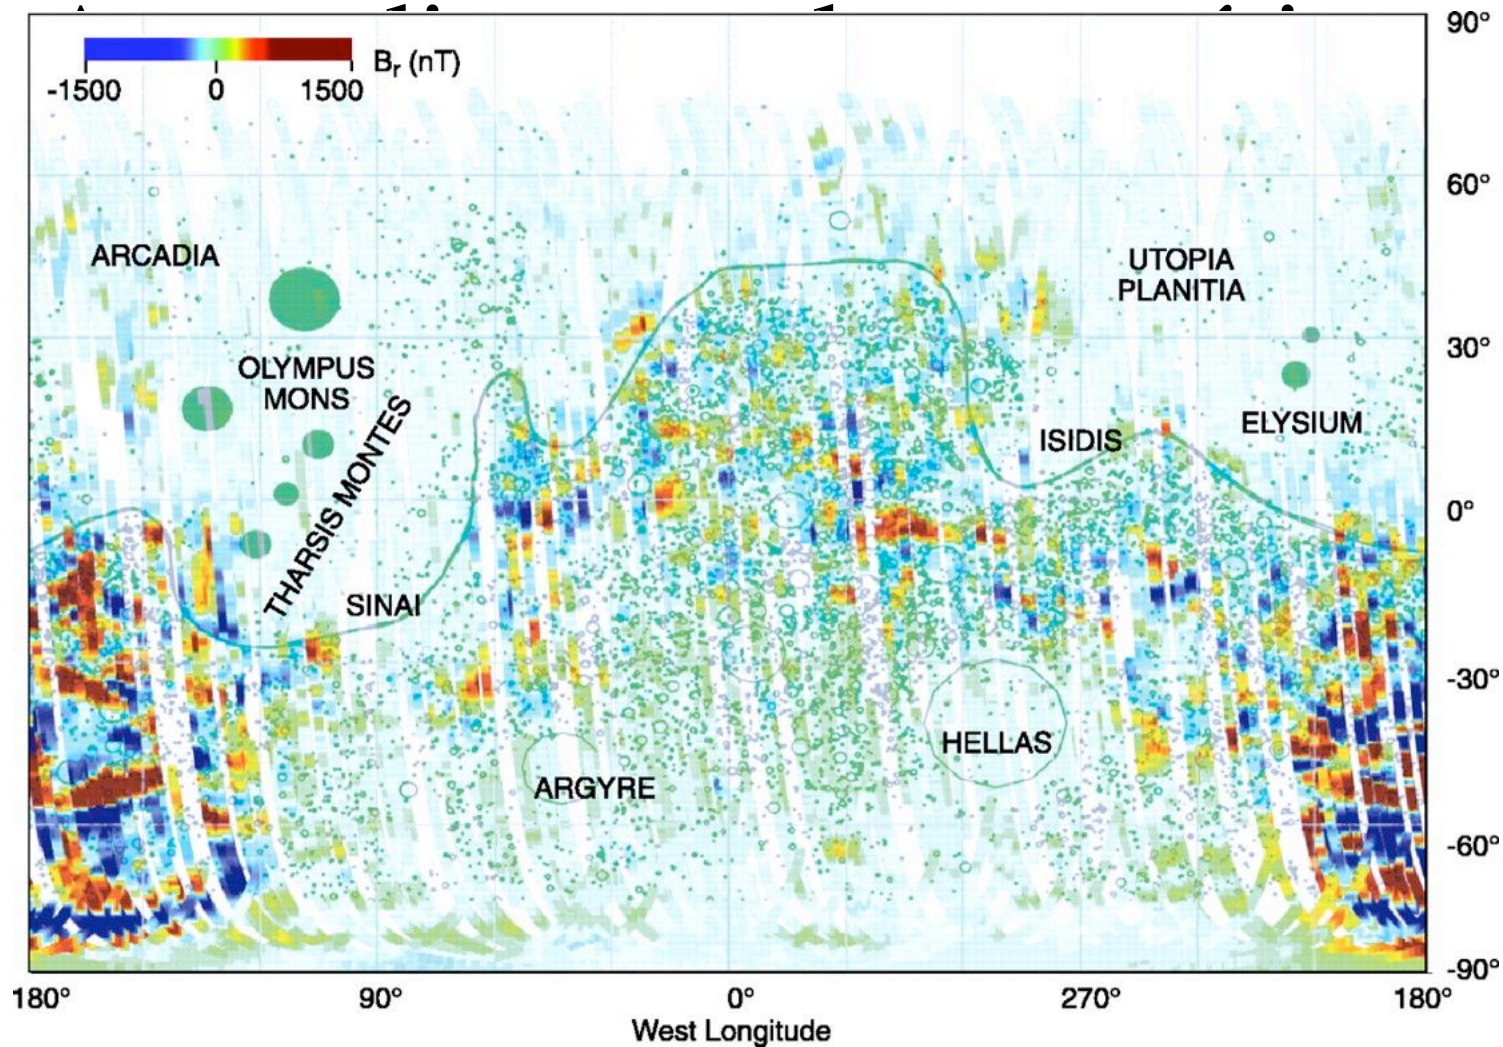 90°
-1500 0 1500 Bᵣ (nT)
60°
ARCADIA
UTOPIA
PLANITIA
30°
OLYMPUS
MONS
THARSIS MONTES
ISIDIS
ELYSIUM
0°
SINAI
-30°
HELLAS
ARGYRE
-60°
-90°
180° 90° 0° 270° 180°
West Longitude